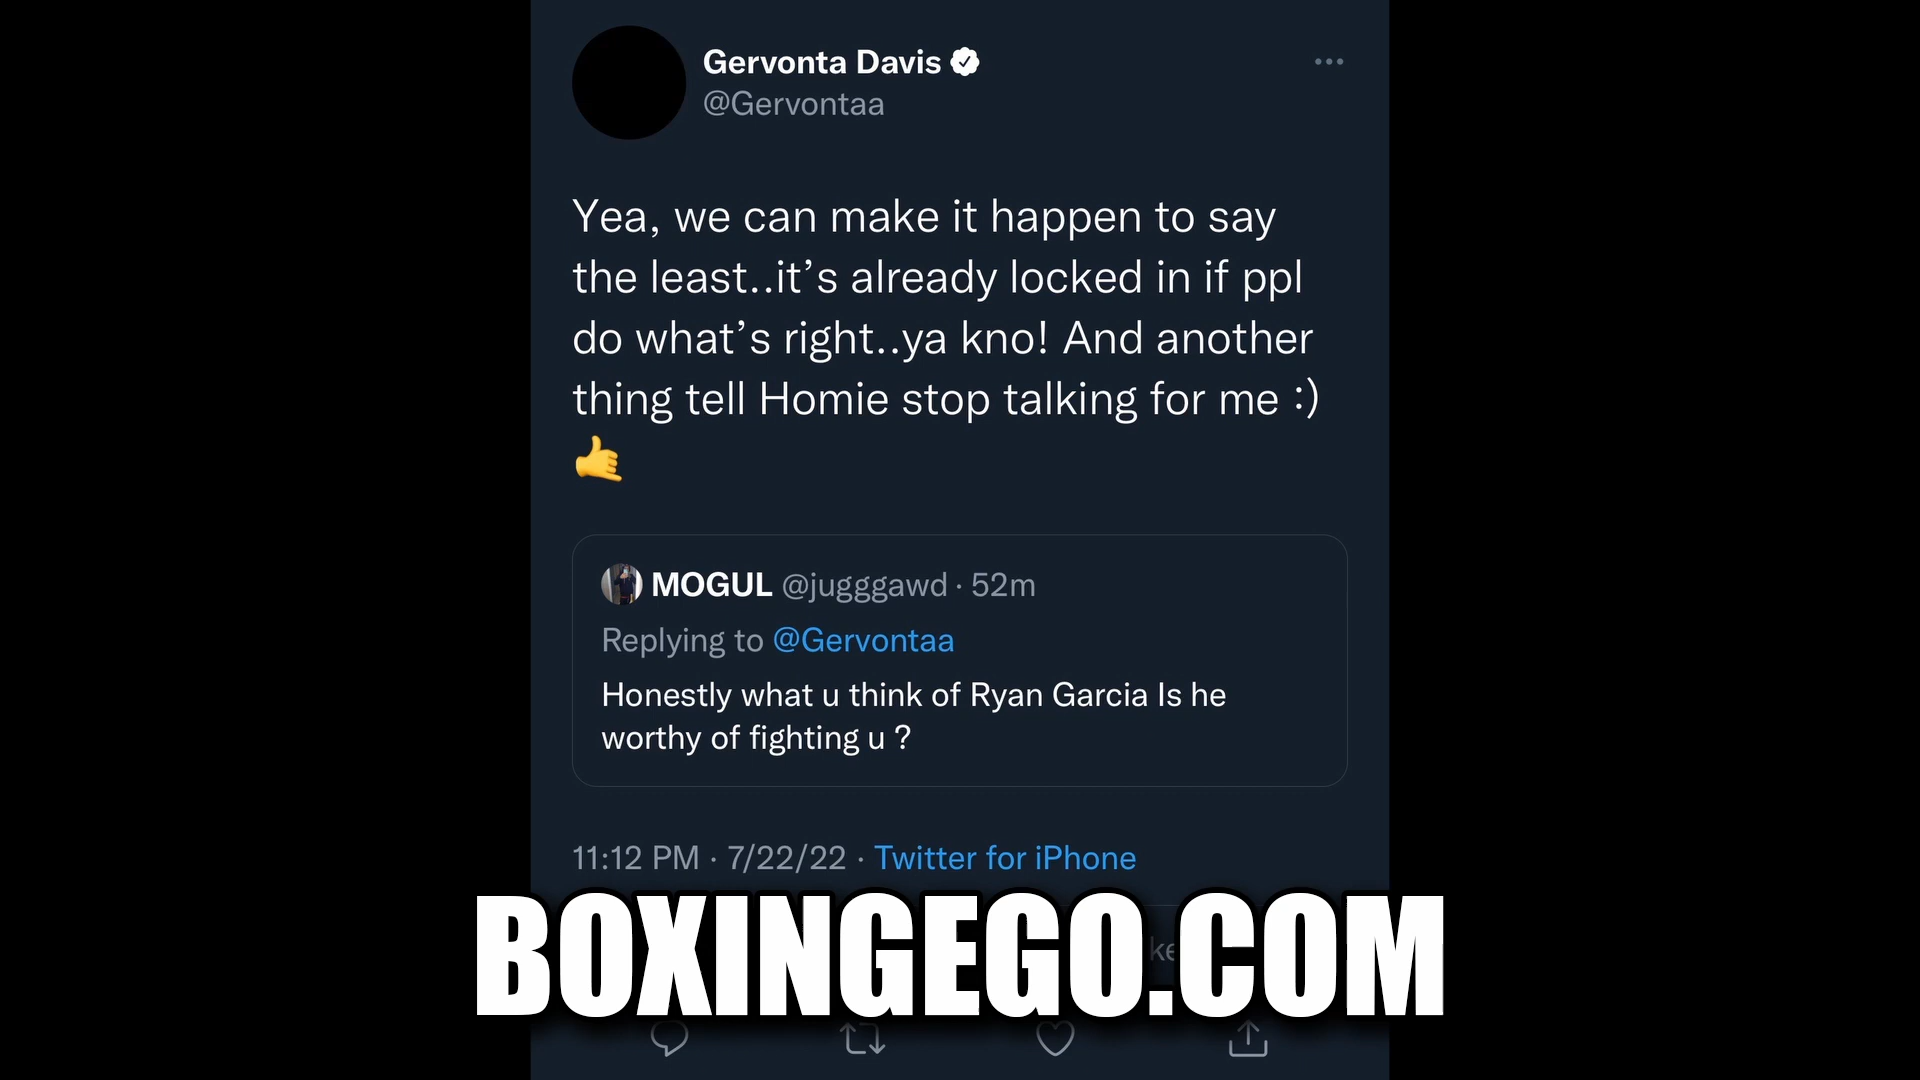 Gervonta Davis
@Gervontaa
Yea, we can make it happen to say
the least..it’s already locked in if ppl
do what’s right..ya kno! And another
thing tell Homie stop talking for me :)
🤙
MOGUL @jugggawd · 52m
Replying to @Gervontaa
Honestly what u think of Ryan Garcia Is he
worthy of fighting u ?
11:12 PM · 7/22/22 · Twitter for iPhone
BOXINGEGO.COM